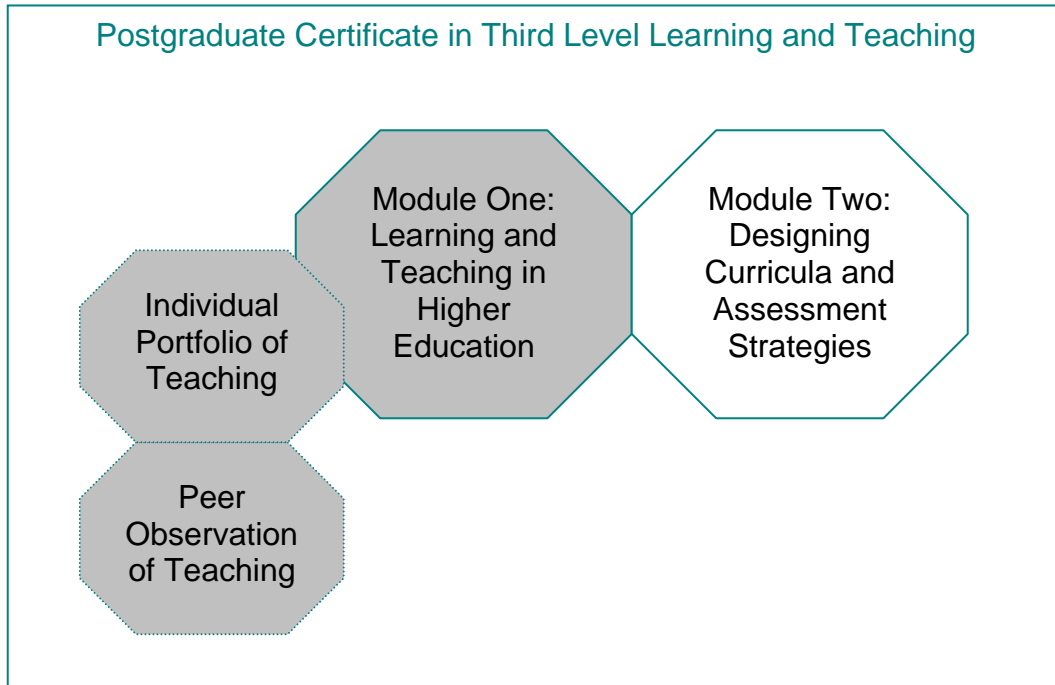 Postgraduate Certificate in Third Level Learning and Teaching
Module One:
Learning and
Teaching in
Higher
Education
Module Two:
Designing
Curricula and
Assessment
Strategies
Individual
Portfolio of
Teaching
Peer
Observation
of Teaching